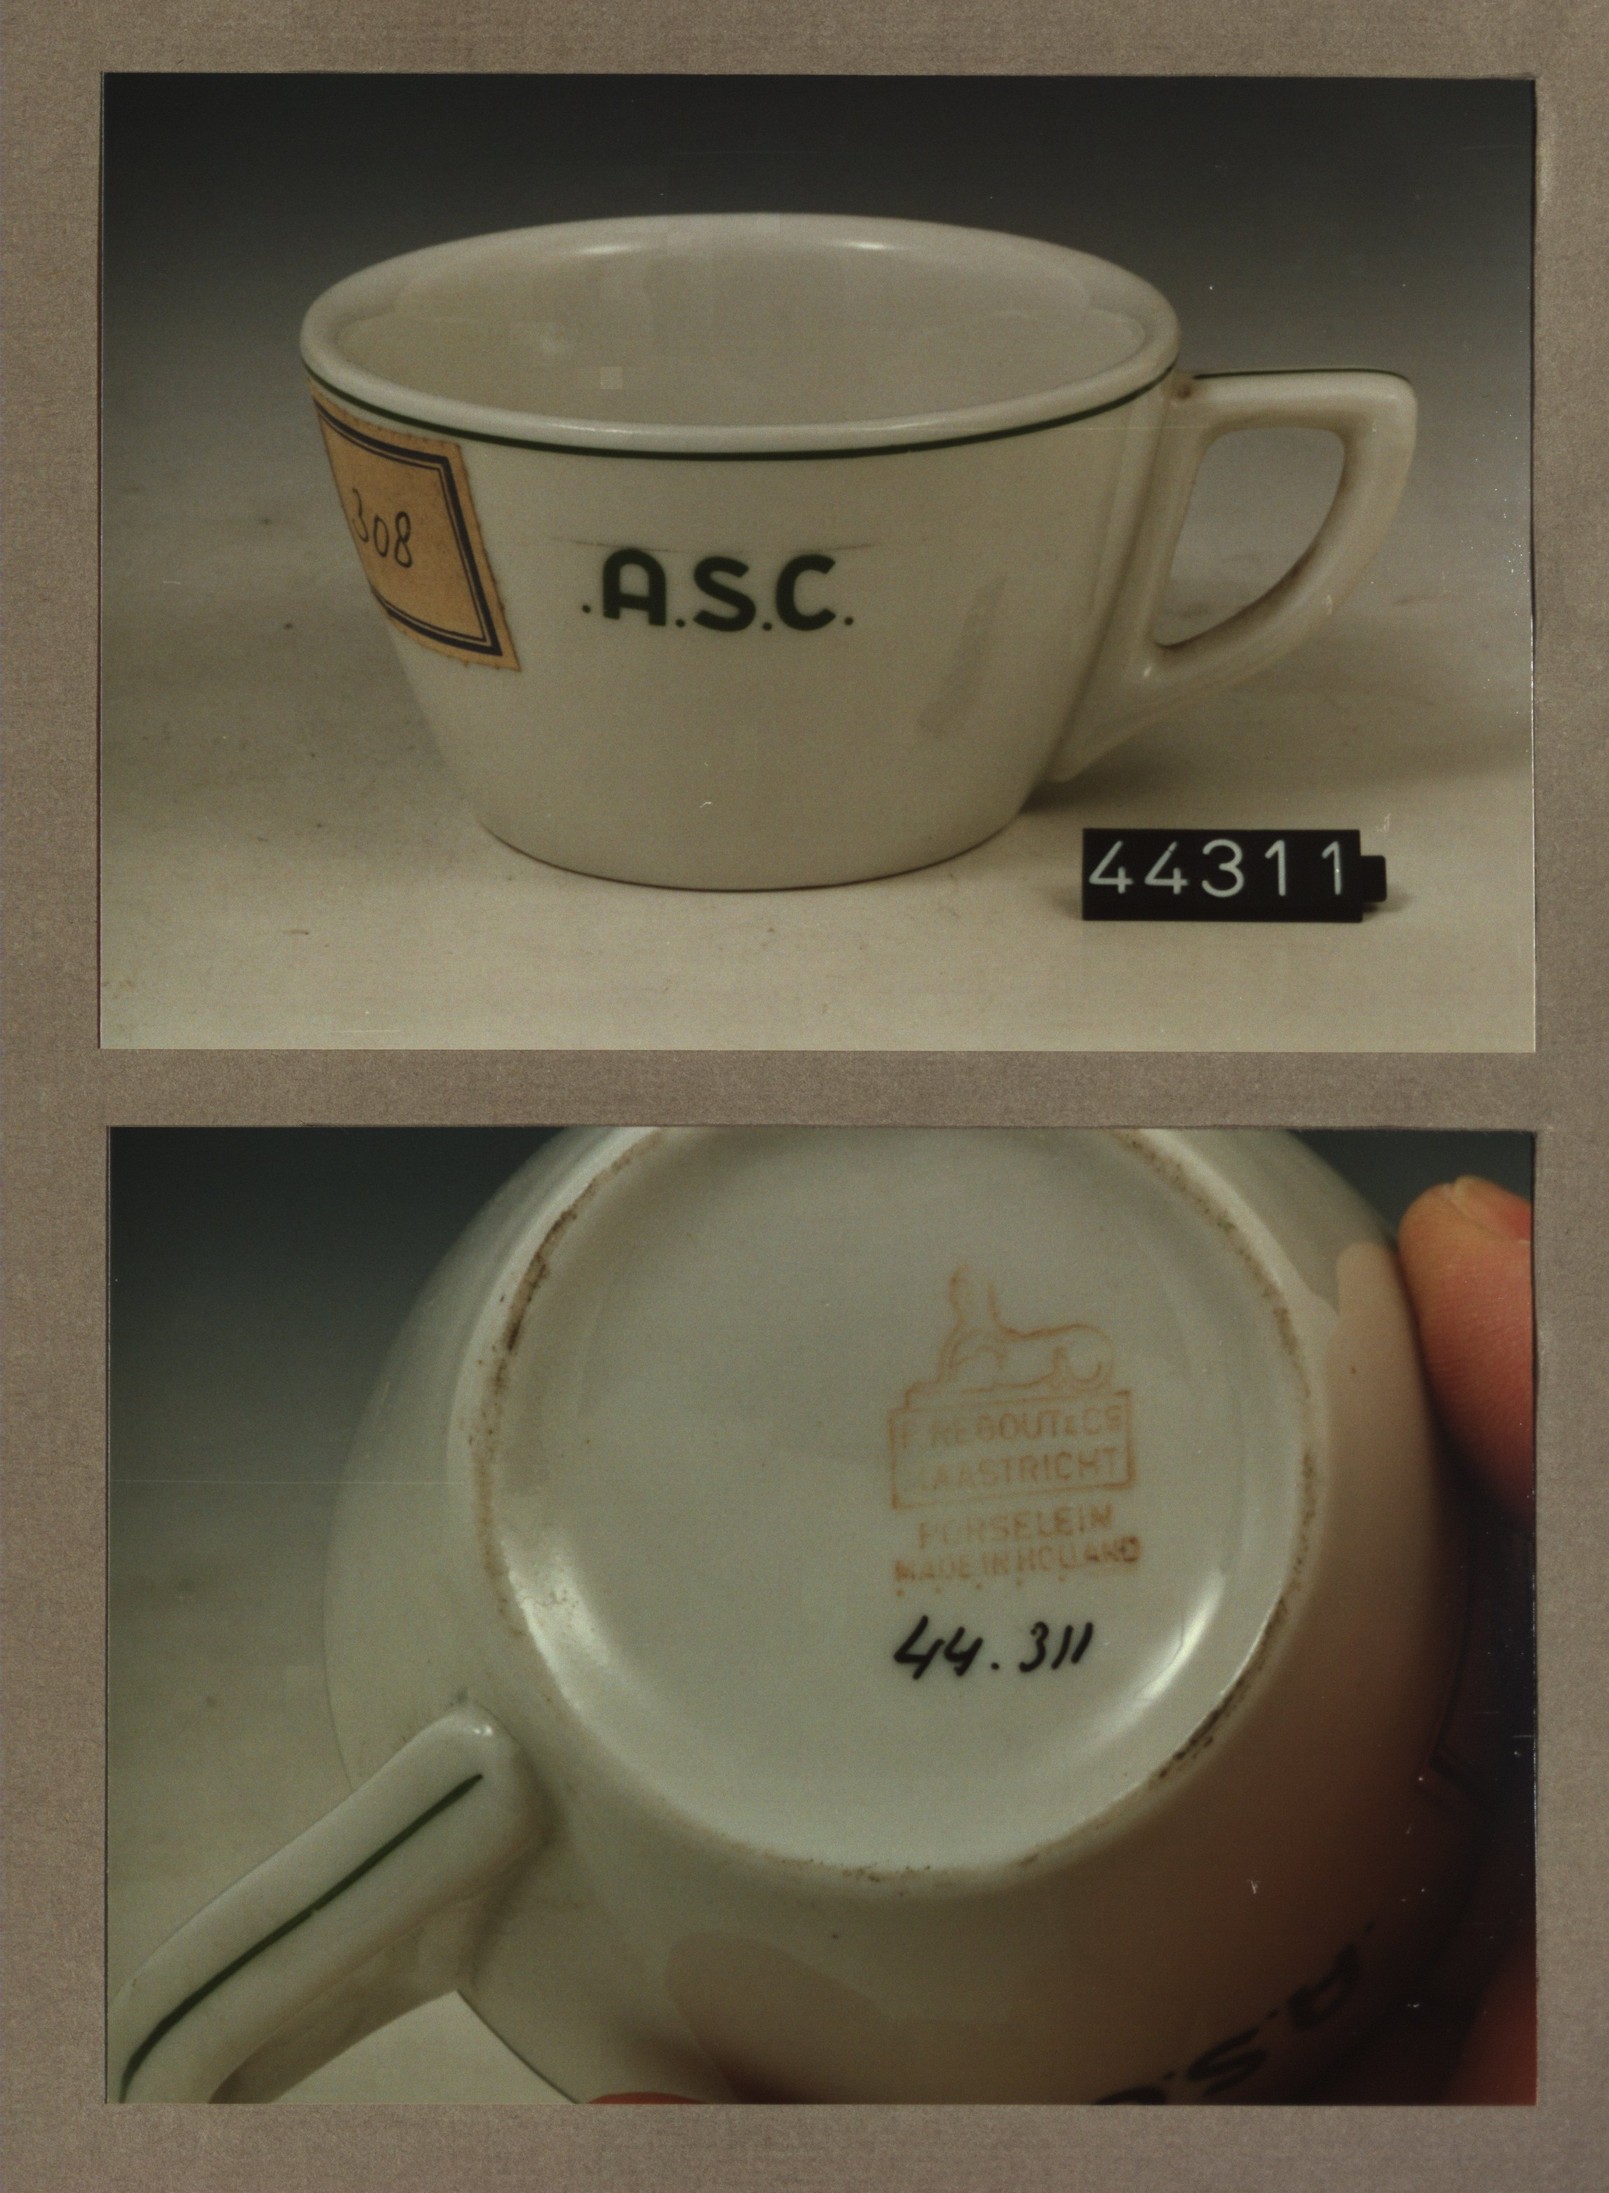 308
.A.S.C.
44311
P. REGOUT & Co
MAASTRICHT
PORSELEIN
MADE IN HOLLAND
44.311
A.S.C